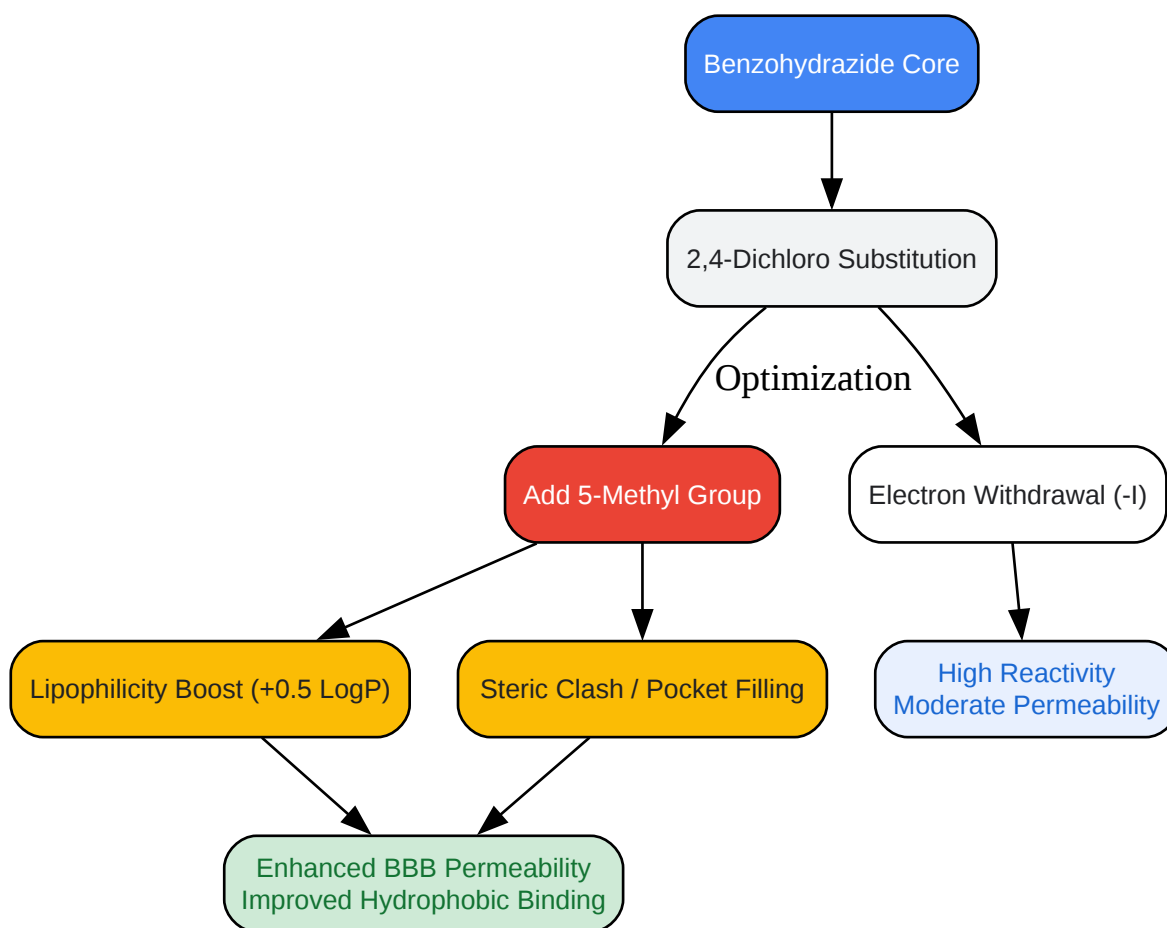 Benzohydrazide Core
2,4-Dichloro Substitution
Optimization
Add 5-Methyl Group
Electron Withdrawal (-I)
Lipophilicity Boost (+0.5 LogP)
Steric Clash / Pocket Filling
High Reactivity
Moderate Permeability
Enhanced BBB Permeability
Improved Hydrophobic Binding